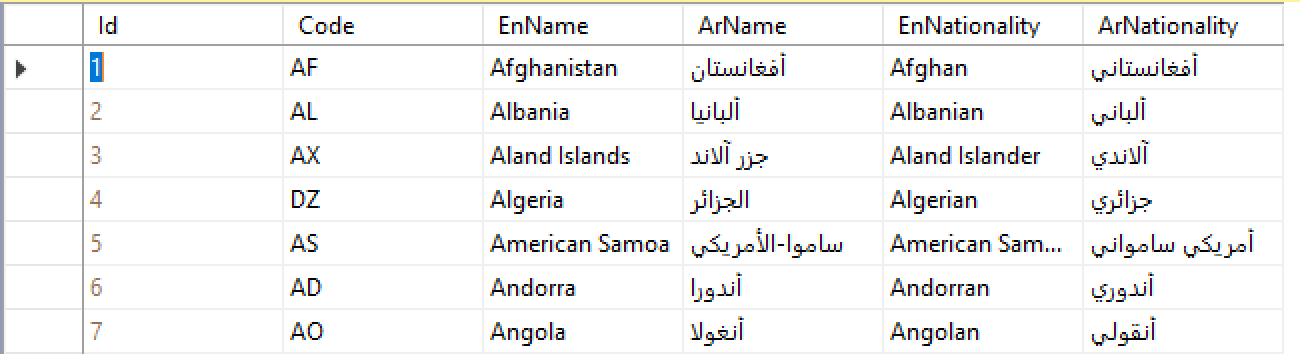 Id Code EnName ArName EnNationality ArNationality
1 AF Afghanistan أفغانستان Afghan أفغانستاني
2 AL Albania ألبانيا Albanian ألباني
3 AX Aland Islands جزر آلاند Aland Islander آلاندي
4 DZ Algeria الجزائر Algerian جزائري
5 AS American Samoa ساموا-الأمريكي American Sam... أمريكي سامواني
6 AD Andorra أندورا Andorran أندوري
7 AO Angola أنغولا Angolan أنقولي